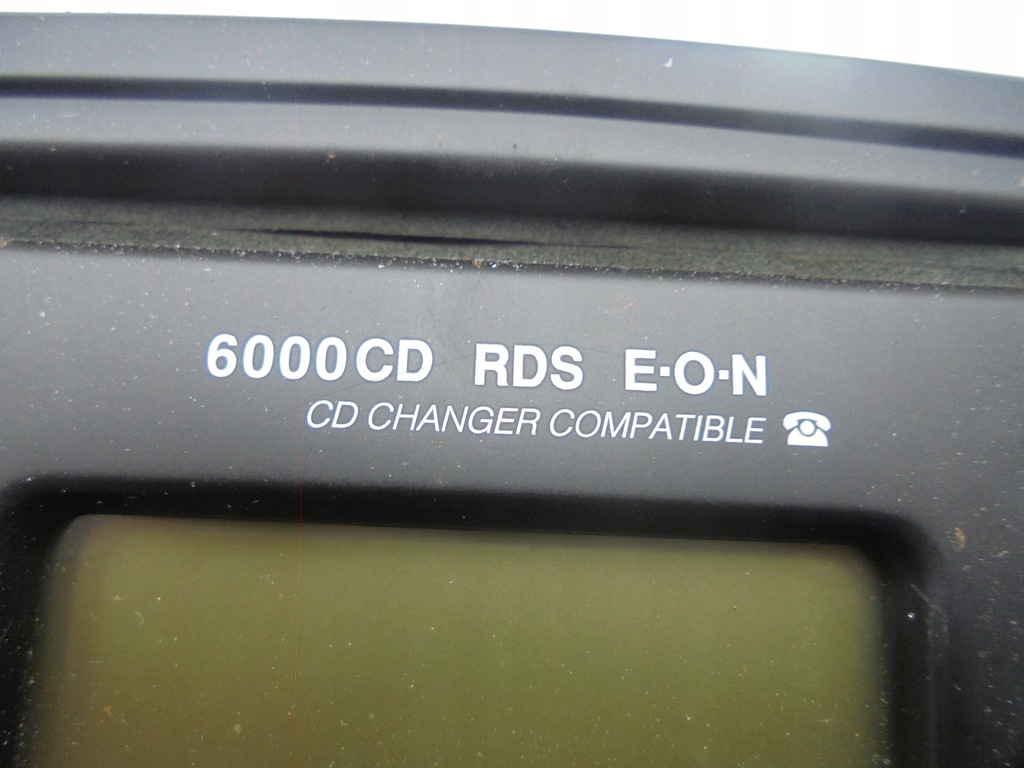 6000CD RDS E·O·N
CD CHANGER COMPATIBLE